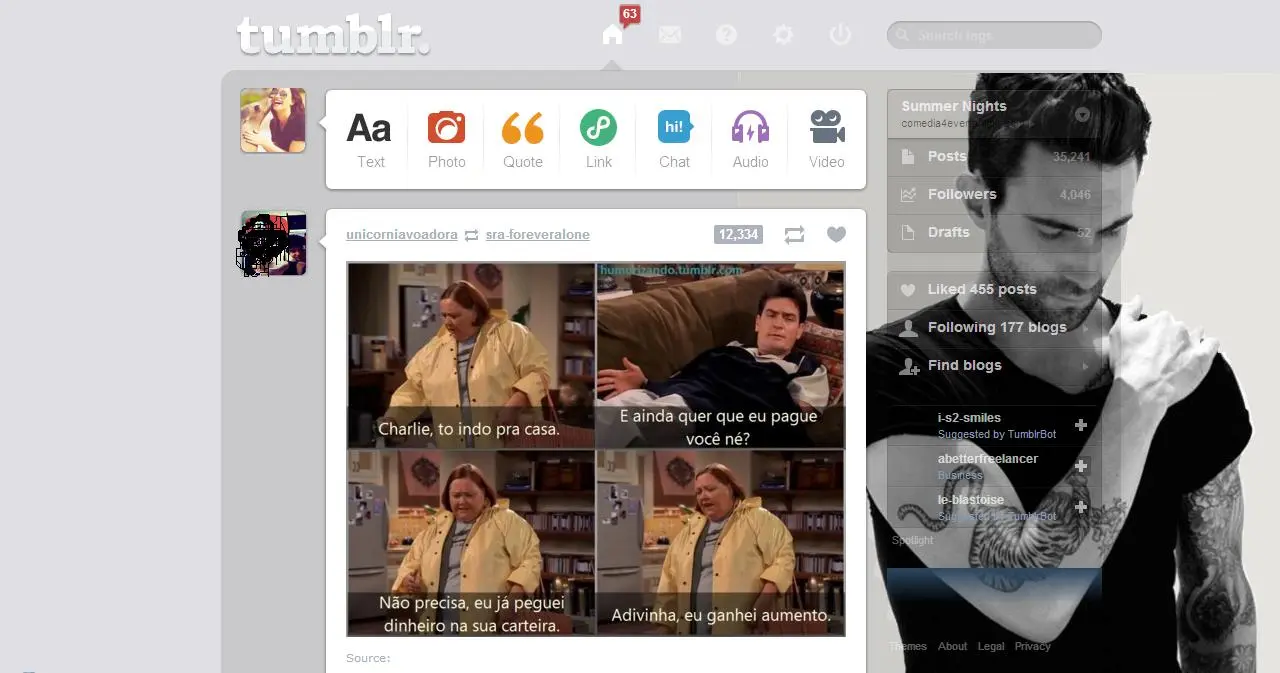 tumblr.
63
Search tags
Aa
hi!
Text
Photo
Quote
Link
Chat
Audio
Video
unicorniavoadora
sra-foreveralone
12,334
humorizando.tumblr.com
Charlie, to indo pra casa.
E ainda quer que eu pague
você né?
Não precisa, eu já peguei
dinheiro na sua carteira.
Adivinha, eu ganhei aumento.
Source:
Summer Nights
Posts
35,241
Followers
4,046
Drafts
52
Liked 455 posts
Following 177 blogs
Find blogs
i-s2-smiles
Suggested by TumblrBot
abetterfreelancer
Business
le-blastoise
Suggested by TumblrBot
Spotlight
Themes
About
Legal
Privacy